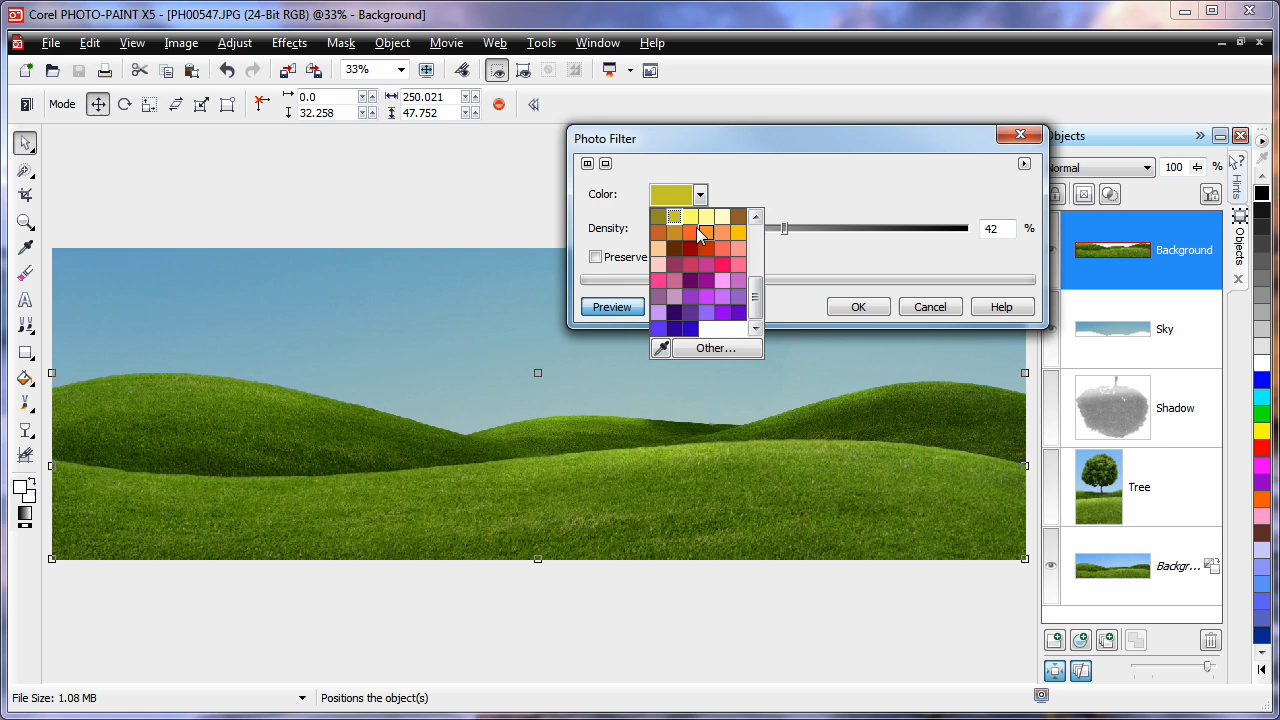 Corel PHOTO-PAINT X5 - [PH00547.JPG (24-Bit RGB) @33% - Background]
File Edit View Image Adjust Effects Mask Object Movie Web Tools Window Help
33%
Mode 0.0 250.021
32.258 47.752
Photo Filter
Color:
Density: 42 %
Preserve
Preview OK Cancel Help
Other...
Objects
Normal 100 %
Background
Sky
Shadow
Tree
Backgr...
Hints
Objects
File Size: 1.08 MB Positions the object(s)